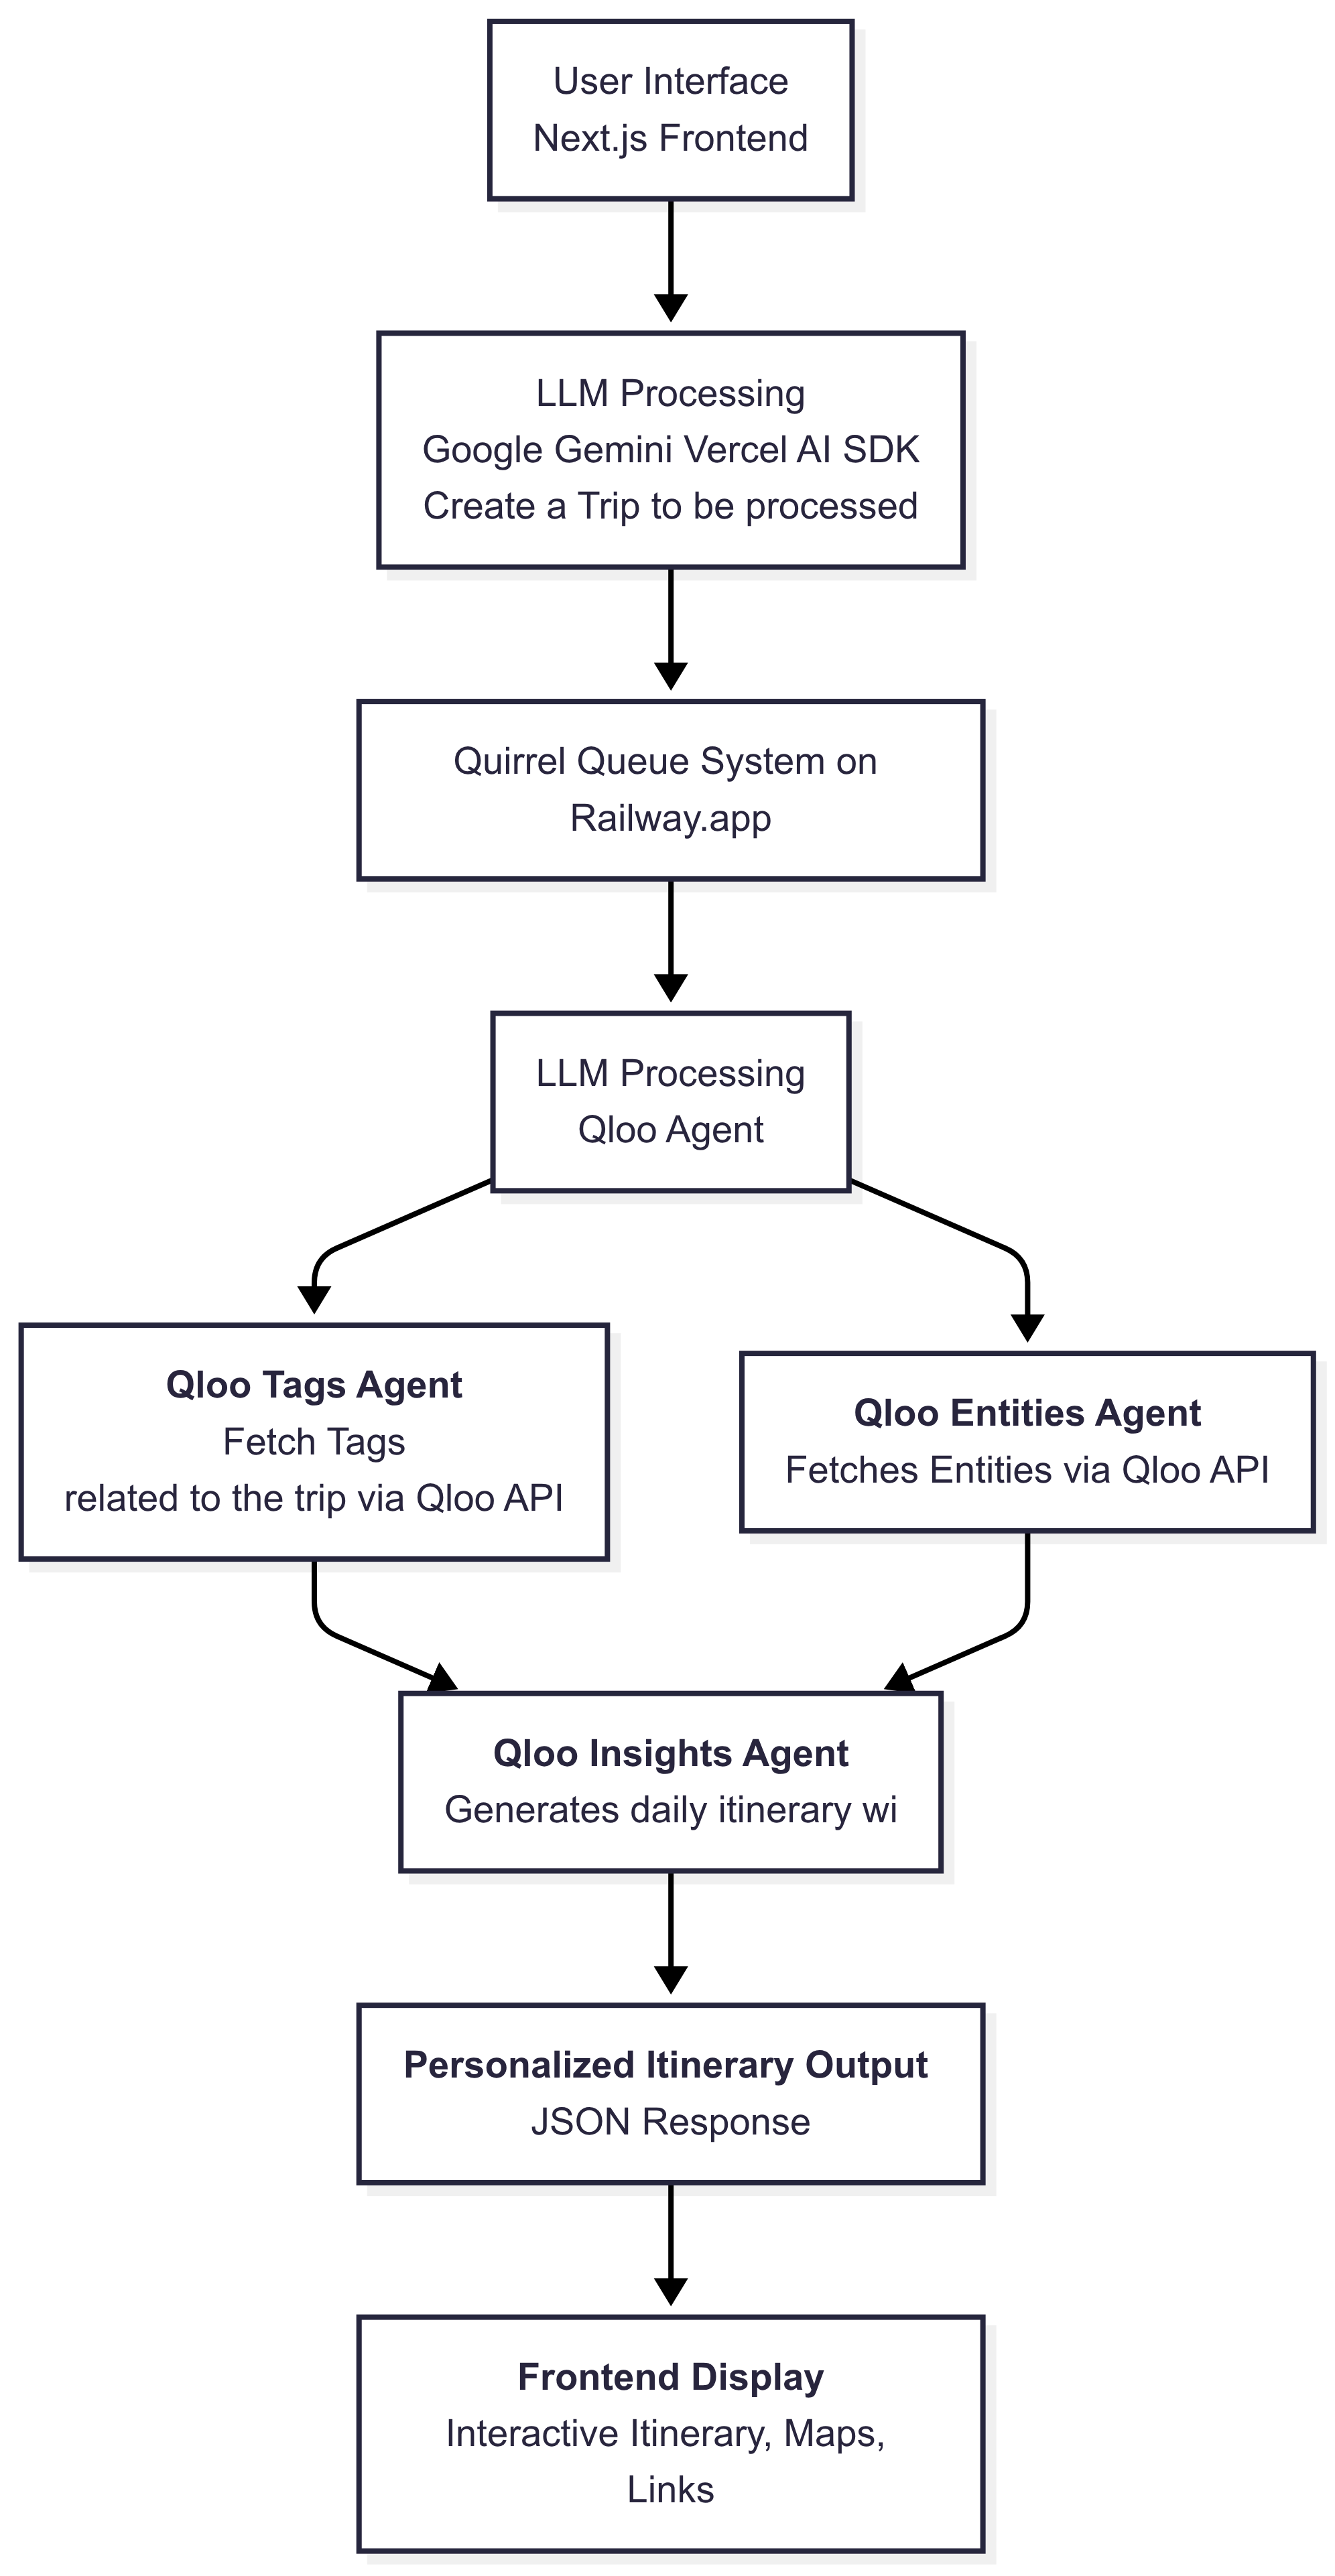 User Interface
Next.js Frontend
LLM Processing
Google Gemini Vercel AI SDK
Create a Trip to be processed
Quirrel Queue System on
Railway.app
LLM Processing
Qloo Agent
Qloo Tags Agent
Fetch Tags
related to the trip via Qloo API
Qloo Entities Agent
Fetches Entities via Qloo API
Qloo Insights Agent
Generates daily itinerary wi
Personalized Itinerary Output
JSON Response
Frontend Display
Interactive Itinerary, Maps,
Links